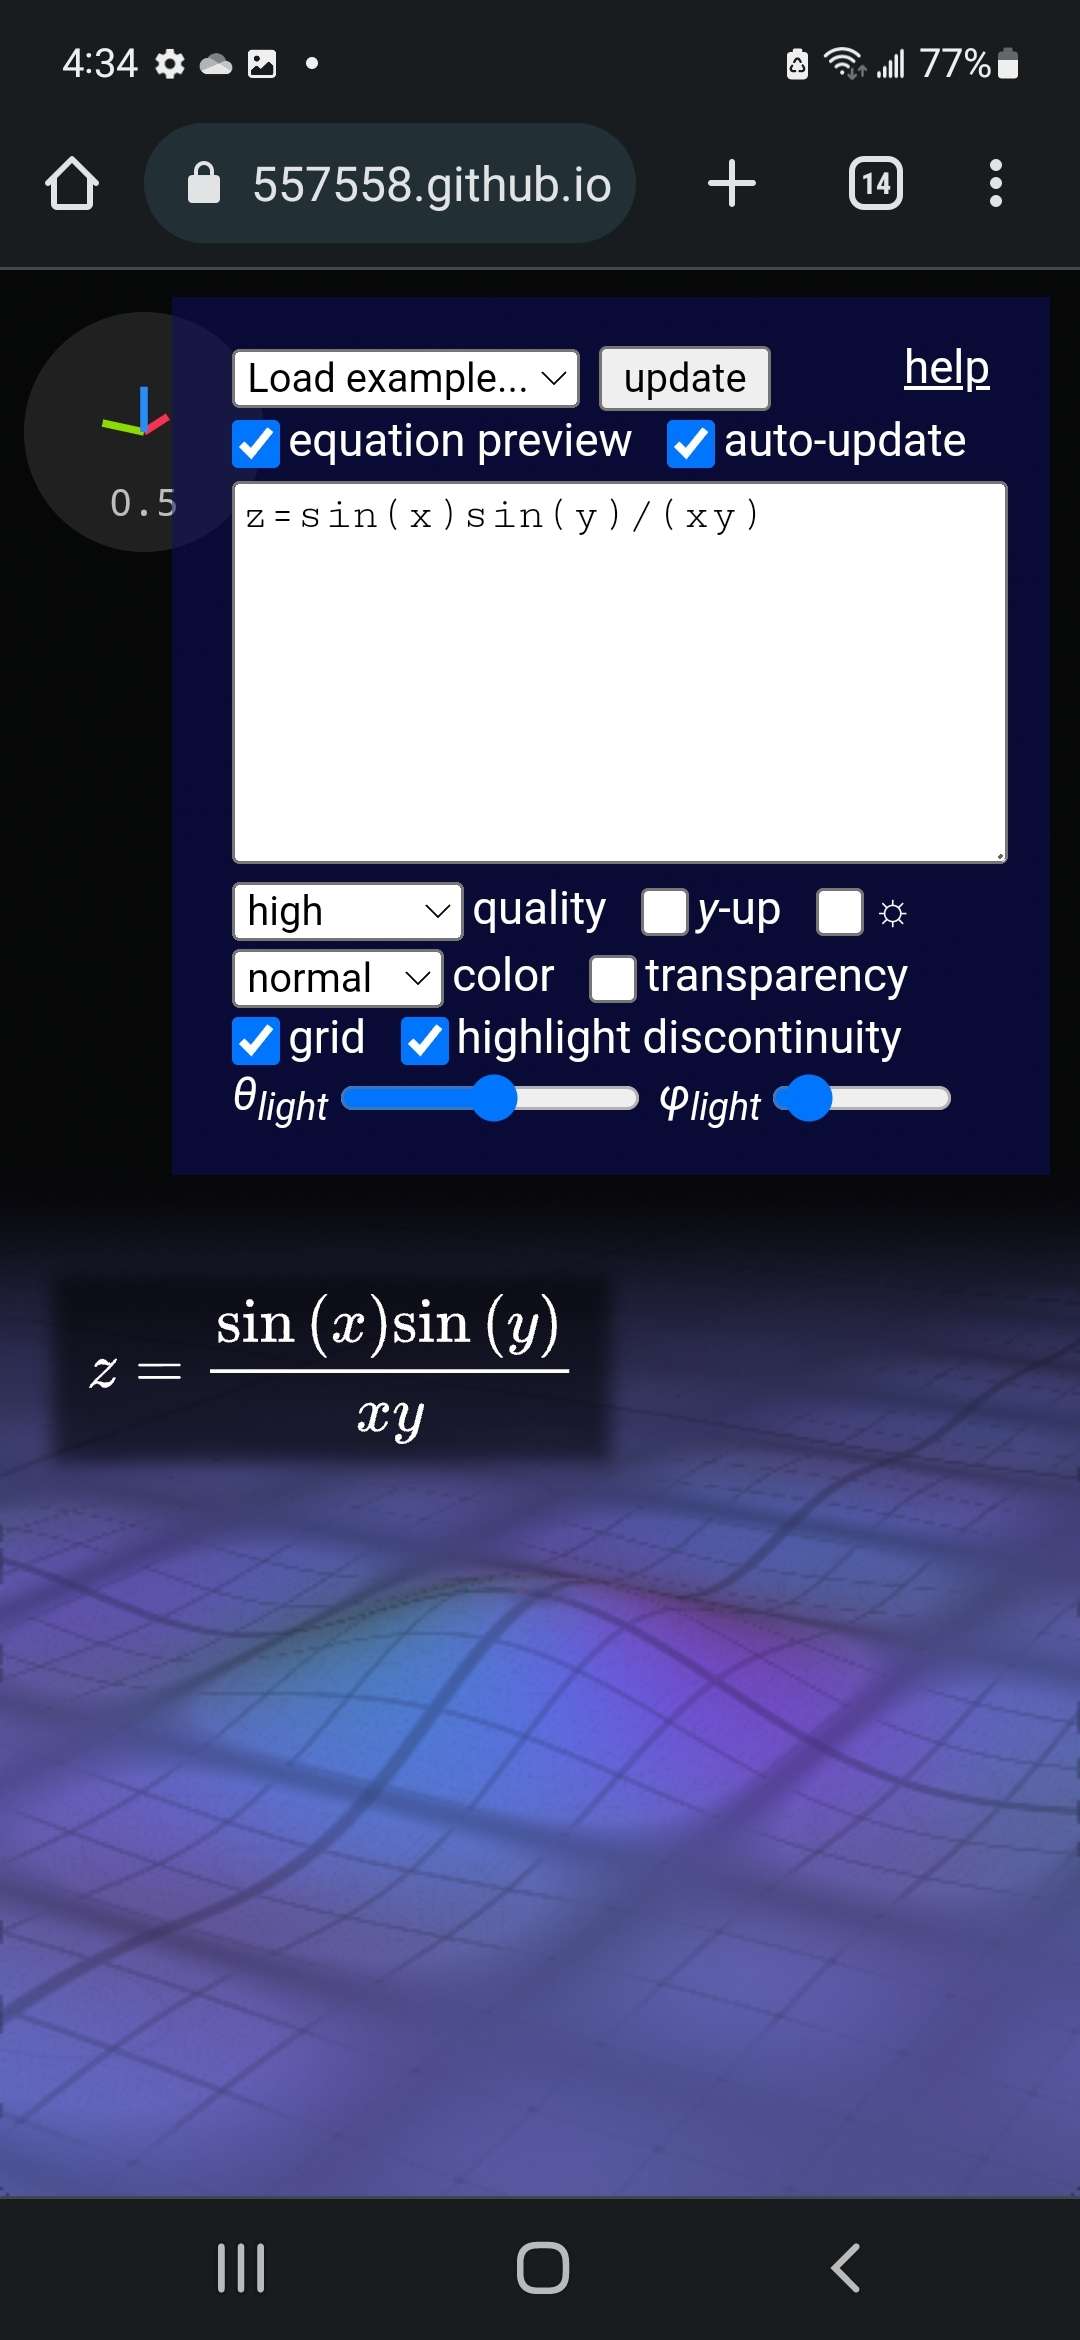 4:34 77%
557558.github.io 14
Load example... update help
equation preview auto-update
0.5
z=sin(x)sin(y)/(xy)
high quality y-up ☼
normal color transparency
grid highlight discontinuity
θlight φlight
z = sin (x)sin (y) / xy